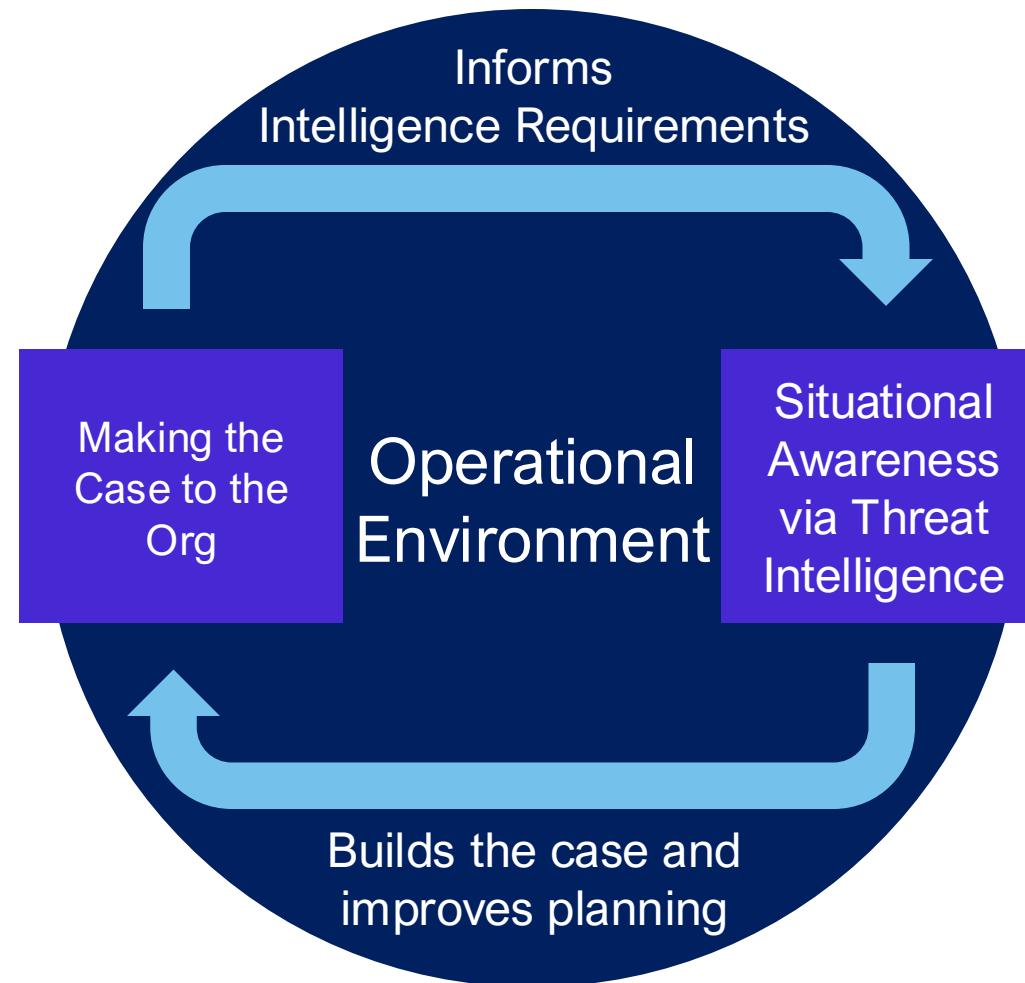 Informs
Intelligence Requirements
Making the
Case to the
Org
Operational
Environment
Situational
Awareness
via Threat
Intelligence
Builds the case and
improves planning